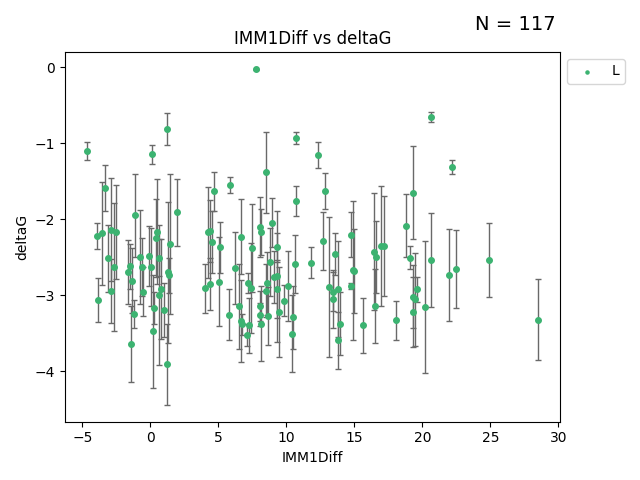 N = 117
IMM1Diff vs deltaG
L
deltaG
0
−1
−2
−3
−4
−5 0 5 10 15 20 25 30
IMM1Diff